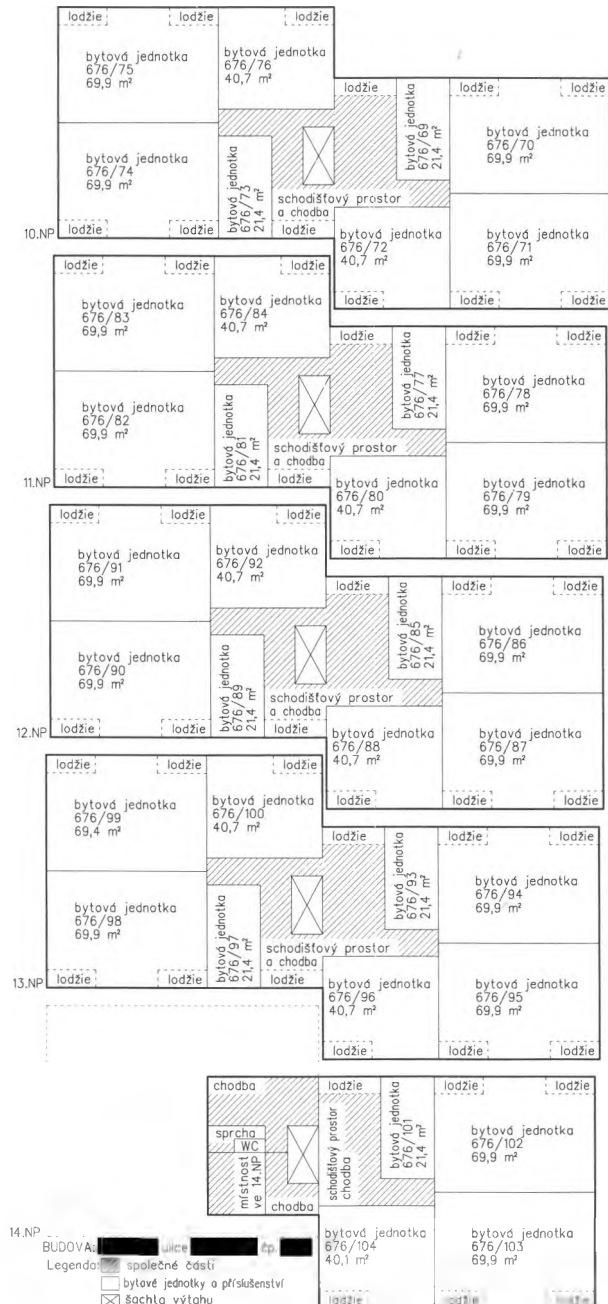 lodžie lodžie lodžie
bytová jednotka
676/75
69,9 m²
bytová jednotka
676/76
40,7 m²
lodžie lodžie lodžie
bytová jednotka
676/69
21,4 m²
bytová jednotka
676/70
69,9 m²
bytová jednotka
676/74
69,9 m²
bytová jednotka
676/73
21,4 m²
schodišťový prostor
a chodba
bytová jednotka
676/72
40,7 m²
bytová jednotka
676/71
69,9 m²
lodžie lodžie lodžie
10.NP
lodžie lodžie lodžie
lodžie lodžie lodžie
bytová jednotka
676/83
69,9 m²
bytová jednotka
676/84
40,7 m²
lodžie lodžie lodžie
bytová jednotka
676/77
21,4 m²
bytová jednotka
676/78
69,9 m²
bytová jednotka
676/82
69,9 m²
bytová jednotka
676/81
21,4 m²
schodišťový prostor
a chodba
bytová jednotka
676/80
40,7 m²
bytová jednotka
676/79
69,9 m²
lodžie lodžie lodžie
11.NP
lodžie lodžie lodžie
lodžie lodžie lodžie
bytová jednotka
676/91
69,9 m²
bytová jednotka
676/92
40,7 m²
lodžie lodžie lodžie
bytová jednotka
676/85
21,4 m²
bytová jednotka
676/86
69,9 m²
bytová jednotka
676/90
69,9 m²
bytová jednotka
676/89
21,4 m²
schodišťový prostor
a chodba
bytová jednotka
676/88
40,7 m²
bytová jednotka
676/87
69,9 m²
lodžie lodžie lodžie
12.NP
lodžie lodžie lodžie
lodžie lodžie lodžie
bytová jednotka
676/99
69,4 m²
bytová jednotka
676/100
40,7 m²
lodžie lodžie lodžie
bytová jednotka
676/93
21,4 m²
bytová jednotka
676/94
69,9 m²
bytová jednotka
676/98
69,9 m²
bytová jednotka
676/97
21,4 m²
schodišťový prostor
a chodba
bytová jednotka
676/96
40,7 m²
bytová jednotka
676/95
69,9 m²
lodžie lodžie lodžie
13.NP
lodžie lodžie lodžie
chodba
lodžie lodžie lodžie
sprcha
WC
místnost
ve 14.NP
chodba
schodišťový prostor
chodba
bytová jednotka
676/101
21,4 m²
bytová jednotka
676/102
69,9 m²
14.NP
bytová jednotka
676/104
40,1 m²
bytová jednotka
676/103
69,9 m²
BUDOVA: ulice čp.
Legenda: společné části
bytové jednotky a příslušenství
šachta výtahu
lodžie lodžie lodžie